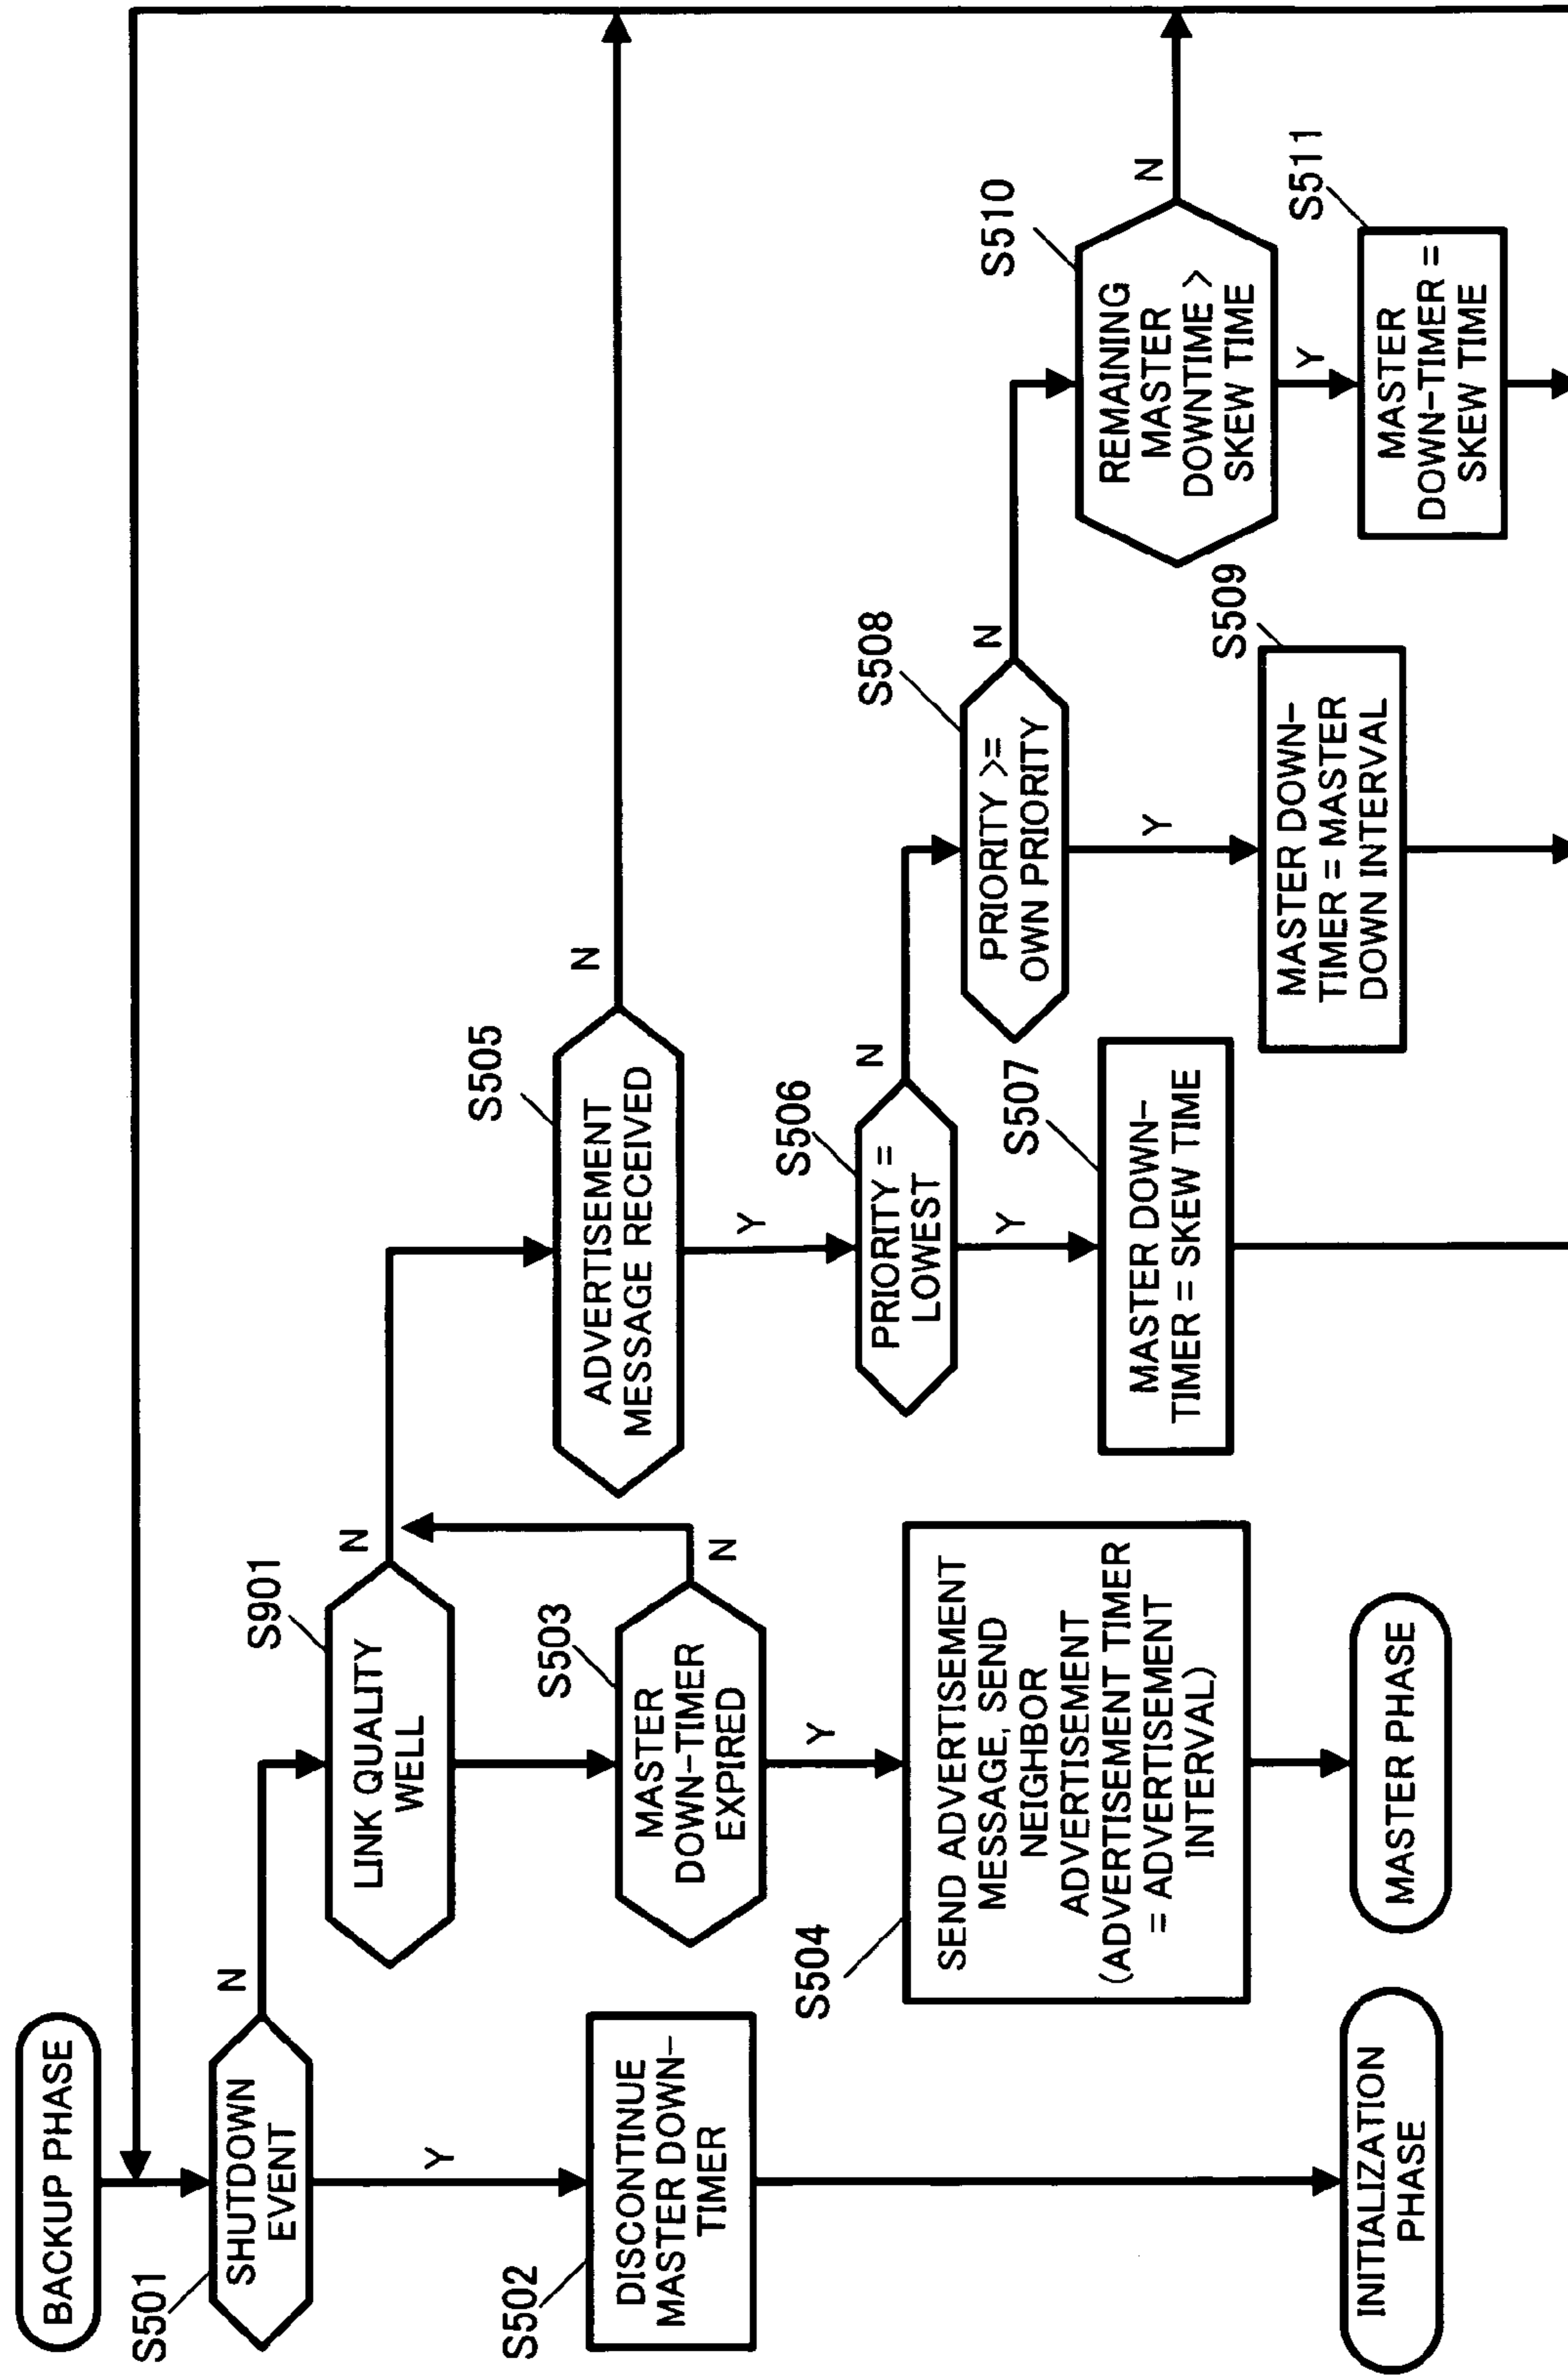 BACKUP PHASE
S501
SHUTDOWN
EVENT
N
Y
S502
DISCONTINUE
MASTER DOWN-
TIMER
INITIALIZATION
PHASE
S901
LINK QUALITY
WELL
N
S503
MASTER
DOWN-TIMER
EXPIRED
N
Y
S504
SEND ADVERTISEMENT
MESSAGE, SEND
NEIGHBOR
ADVERTISEMENT
(ADVERTISEMENT TIMER
= ADVERTISEMENT
INTERVAL)
MASTER PHASE
S505
ADVERTISEMENT
MESSAGE RECEIVED
N
Y
S506
PRIORITY =
LOWEST
N
Y
S507
MASTER DOWN-
TIMER = SKEW TIME
S508
PRIORITY >=
OWN PRIORITY
N
Y
S509
MASTER DOWN-
TIMER = MASTER
DOWN INTERVAL
S510
REMAINING
MASTER
DOWNTIME >
SKEW TIME
N
Y
S511
MASTER
DOWN-TIMER =
SKEW TIME